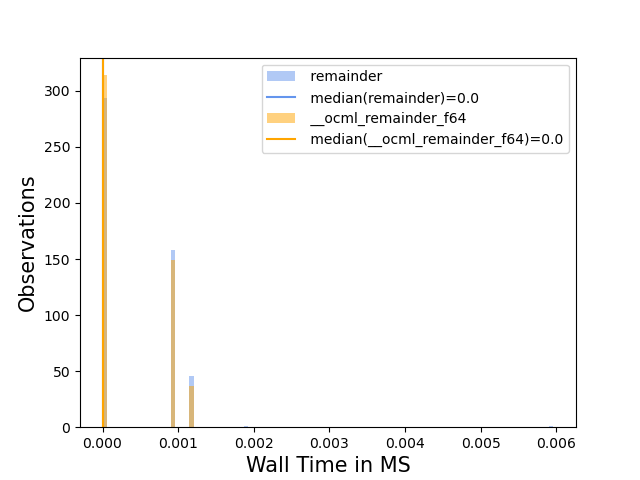 remainder
median(remainder)=0.0
__ocml_remainder_f64
median(__ocml_remainder_f64)=0.0
Observations
300
250
200
150
100
50
0
0.000 0.001 0.002 0.003 0.004 0.005 0.006
Wall Time in MS